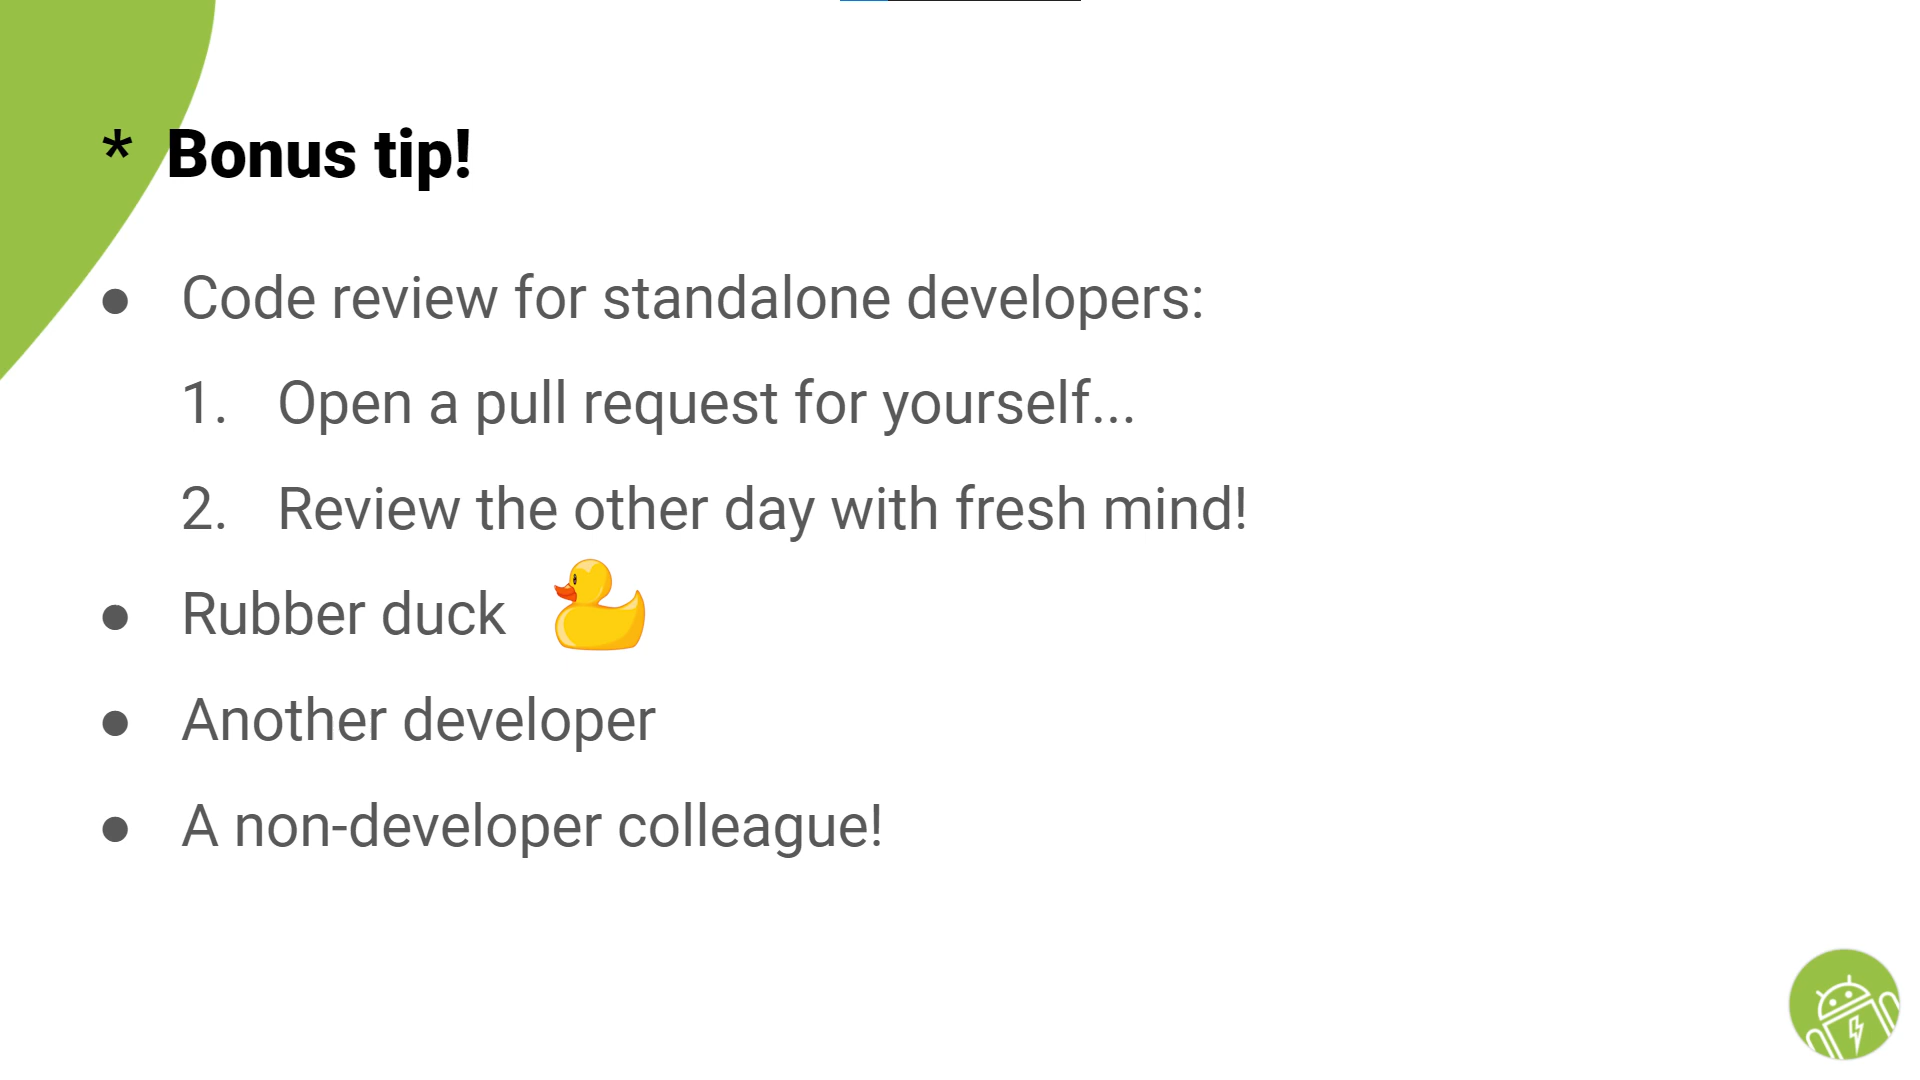 * Bonus tip!
● Code review for standalone developers:
1. Open a pull request for yourself...
2. Review the other day with fresh mind!
● Rubber duck
● Another developer
● A non-developer colleague!